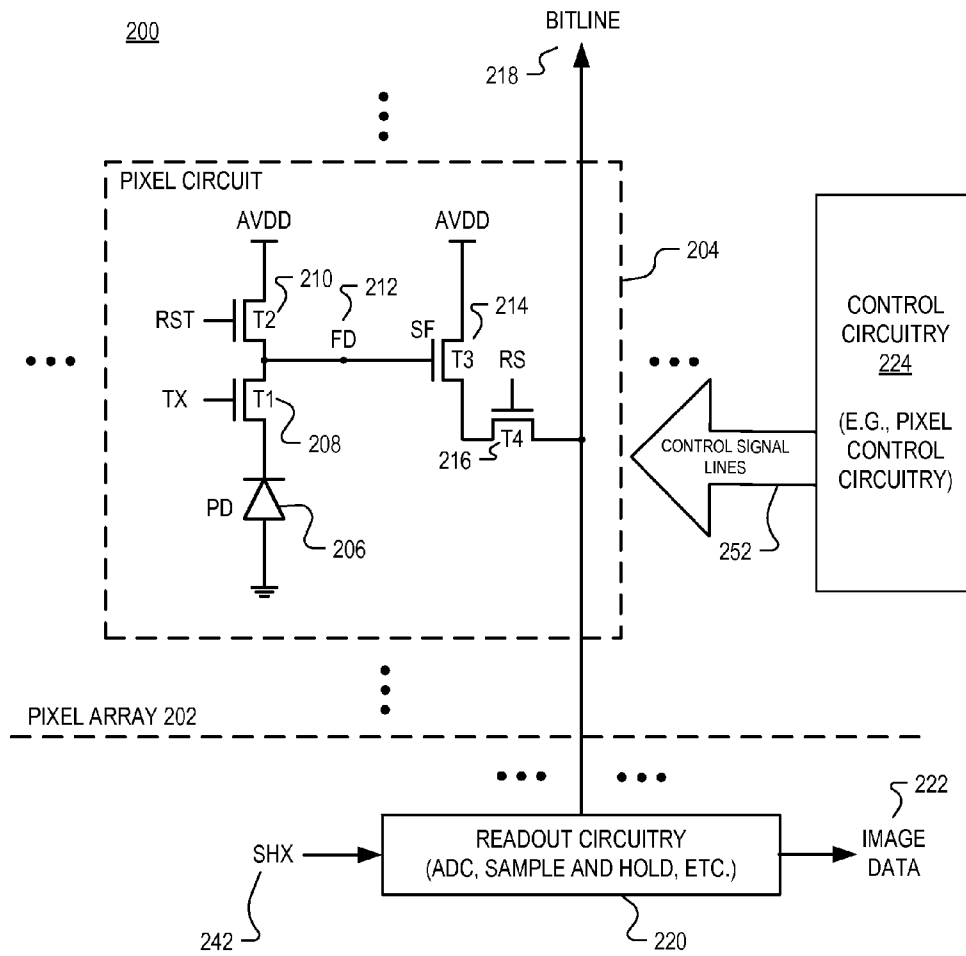 200
BITLINE
218
PIXEL CIRCUIT
AVDD
AVDD
204
210
212
214
RST
T2
FD
SF
T3
RS
TX
T1
208
216
T4
CONTROL SIGNAL
LINES
CONTROL
CIRCUITRY
224
(E.G., PIXEL
CONTROL
CIRCUITRY)
252
PD
206
PIXEL ARRAY 202
222
SHX
READOUT CIRCUITRY
(ADC, SAMPLE AND HOLD, ETC.)
IMAGE
DATA
242
220